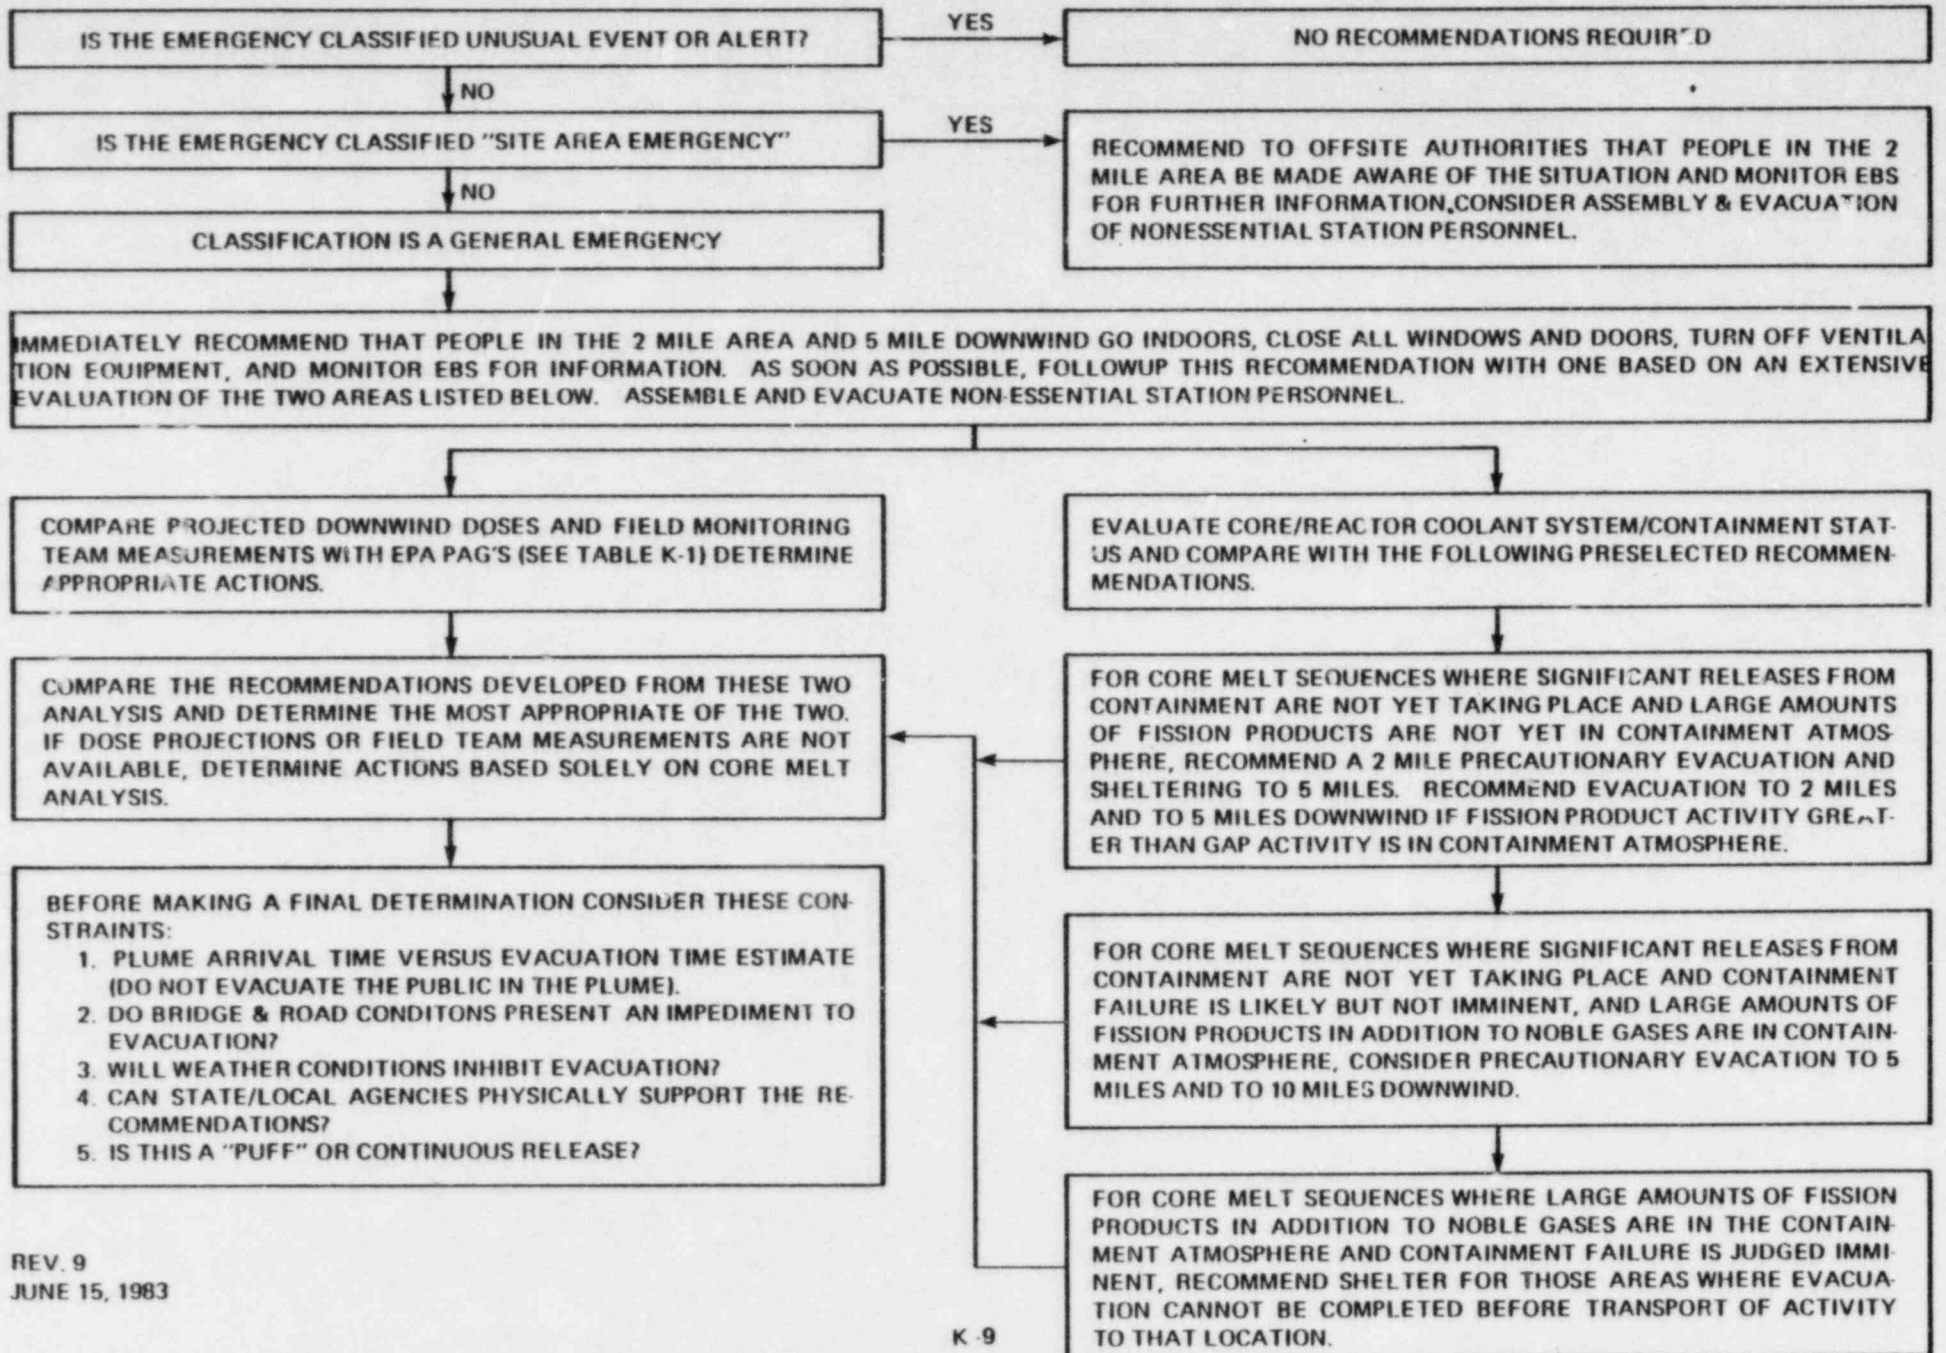 IS THE EMERGENCY CLASSIFIED UNUSUAL EVENT OR ALERT?
YES
NO RECOMMENDATIONS REQUIRED
NO
IS THE EMERGENCY CLASSIFIED "SITE AREA EMERGENCY"
YES
RECOMMEND TO OFFSITE AUTHORITIES THAT PEOPLE IN THE 2
MILE AREA BE MADE AWARE OF THE SITUATION AND MONITOR EBS
FOR FURTHER INFORMATION. CONSIDER ASSEMBLY & EVACUATION
OF NONESSENTIAL STATION PERSONNEL.
NO
CLASSIFICATION IS A GENERAL EMERGENCY
IMMEDIATELY RECOMMEND THAT PEOPLE IN THE 2 MILE AREA AND 5 MILE DOWNWIND GO INDOORS, CLOSE ALL WINDOWS AND DOORS, TURN OFF VENTILA
TION EQUIPMENT, AND MONITOR EBS FOR INFORMATION. AS SOON AS POSSIBLE, FOLLOWUP THIS RECOMMENDATION WITH ONE BASED ON AN EXTENSIVE
EVALUATION OF THE TWO AREAS LISTED BELOW. ASSEMBLE AND EVACUATE NON-ESSENTIAL STATION PERSONNEL.
COMPARE PROJECTED DOWNWIND DOSES AND FIELD MONITORING
TEAM MEASUREMENTS WITH EPA PAG'S (SEE TABLE K-1) DETERMINE
APPROPRIATE ACTIONS.
COMPARE THE RECOMMENDATIONS DEVELOPED FROM THESE TWO
ANALYSIS AND DETERMINE THE MOST APPROPRIATE OF THE TWO.
IF DOSE PROJECTIONS OR FIELD TEAM MEASUREMENTS ARE NOT
AVAILABLE, DETERMINE ACTIONS BASED SOLELY ON CORE MELT
ANALYSIS.
BEFORE MAKING A FINAL DETERMINATION CONSIDER THESE CON-
STRAINTS:
1. PLUME ARRIVAL TIME VERSUS EVACUATION TIME ESTIMATE
(DO NOT EVACUATE THE PUBLIC IN THE PLUME).
2. DO BRIDGE & ROAD CONDITONS PRESENT AN IMPEDIMENT TO
EVACUATION?
3. WILL WEATHER CONDITIONS INHIBIT EVACUATION?
4. CAN STATE/LOCAL AGENCIES PHYSICALLY SUPPORT THE RE-
COMMENDATIONS?
5. IS THIS A "PUFF" OR CONTINUOUS RELEASE?
EVALUATE CORE/REACTOR COOLANT SYSTEM/CONTAINMENT STAT-
US AND COMPARE WITH THE FOLLOWING PRESELECTED RECOMMEN-
MENDATIONS.
FOR CORE MELT SEQUENCES WHERE SIGNIFICANT RELEASES FROM
CONTAINMENT ARE NOT YET TAKING PLACE AND LARGE AMOUNTS
OF FISSION PRODUCTS ARE NOT YET IN CONTAINMENT ATMOS-
PHERE, RECOMMEND A 2 MILE PRECAUTIONARY EVACUATION AND
SHELTERING TO 5 MILES. RECOMMEND EVACUATION TO 2 MILES
AND TO 5 MILES DOWNWIND IF FISSION PRODUCT ACTIVITY GREAT-
ER THAN GAP ACTIVITY IS IN CONTAINMENT ATMOSPHERE.
FOR CORE MELT SEQUENCES WHERE SIGNIFICANT RELEASES FROM
CONTAINMENT ARE NOT YET TAKING PLACE AND CONTAINMENT
FAILURE IS LIKELY BUT NOT IMMINENT, AND LARGE AMOUNTS OF
FISSION PRODUCTS IN ADDITION TO NOBLE GASES ARE IN CONTAIN-
MENT ATMOSPHERE, CONSIDER PRECAUTIONARY EVACATION TO 5
MILES AND TO 10 MILES DOWNWIND.
FOR CORE MELT SEQUENCES WHERE LARGE AMOUNTS OF FISSION
PRODUCTS IN ADDITION TO NOBLE GASES ARE IN THE CONTAIN-
MENT ATMOSPHERE AND CONTAINMENT FAILURE IS JUDGED IMMI-
NENT, RECOMMEND SHELTER FOR THOSE AREAS WHERE EVACUA-
TION CANNOT BE COMPLETED BEFORE TRANSPORT OF ACTIVITY
TO THAT LOCATION.
REV. 9
JUNE 15, 1983
K-9